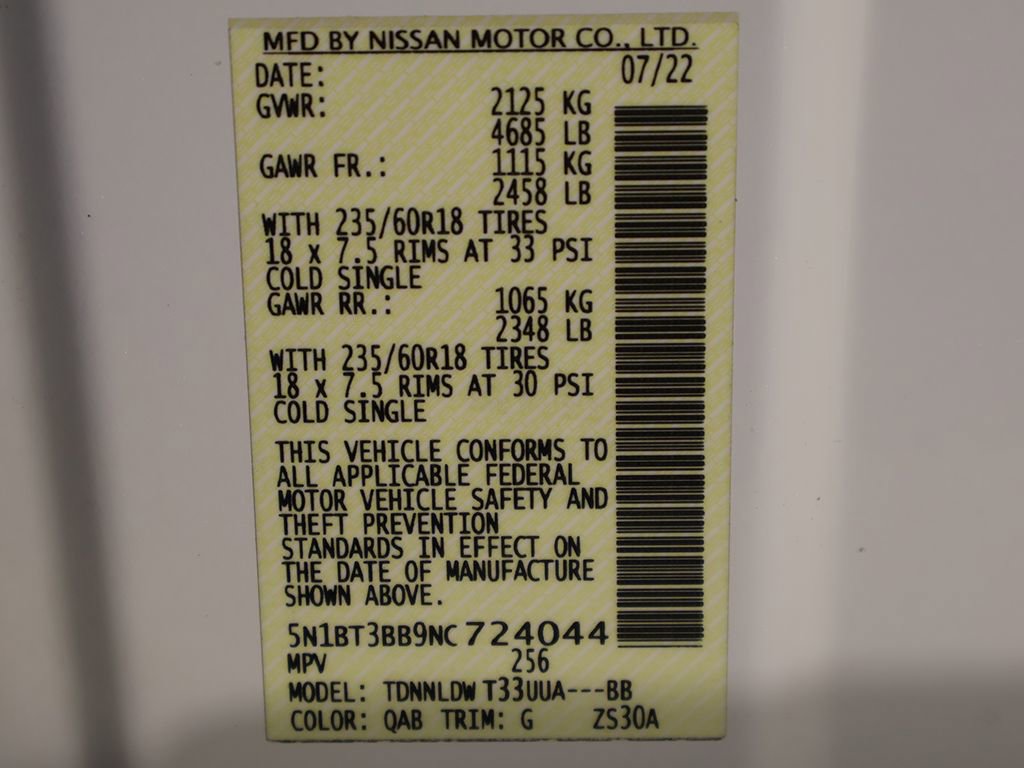 MFD BY NISSAN MOTOR CO., LTD.
DATE: 07/22
GVWR: 2125 KG
4685 LB
GAWR FR.: 1115 KG
2458 LB
WITH 235/60R18 TIRES
18 x 7.5 RIMS AT 33 PSI
COLD SINGLE
GAWR RR.: 1065 KG
2348 LB
WITH 235/60R18 TIRES
18 x 7.5 RIMS AT 30 PSI
COLD SINGLE
THIS VEHICLE CONFORMS TO
ALL APPLICABLE FEDERAL
MOTOR VEHICLE SAFETY AND
THEFT PREVENTION
STANDARDS IN EFFECT ON
THE DATE OF MANUFACTURE
SHOWN ABOVE.
5N1BT3BB9NC724044
MPV 256
MODEL: TDNNLDW T33UUA---BB
COLOR: QAB TRIM: G ZS30A